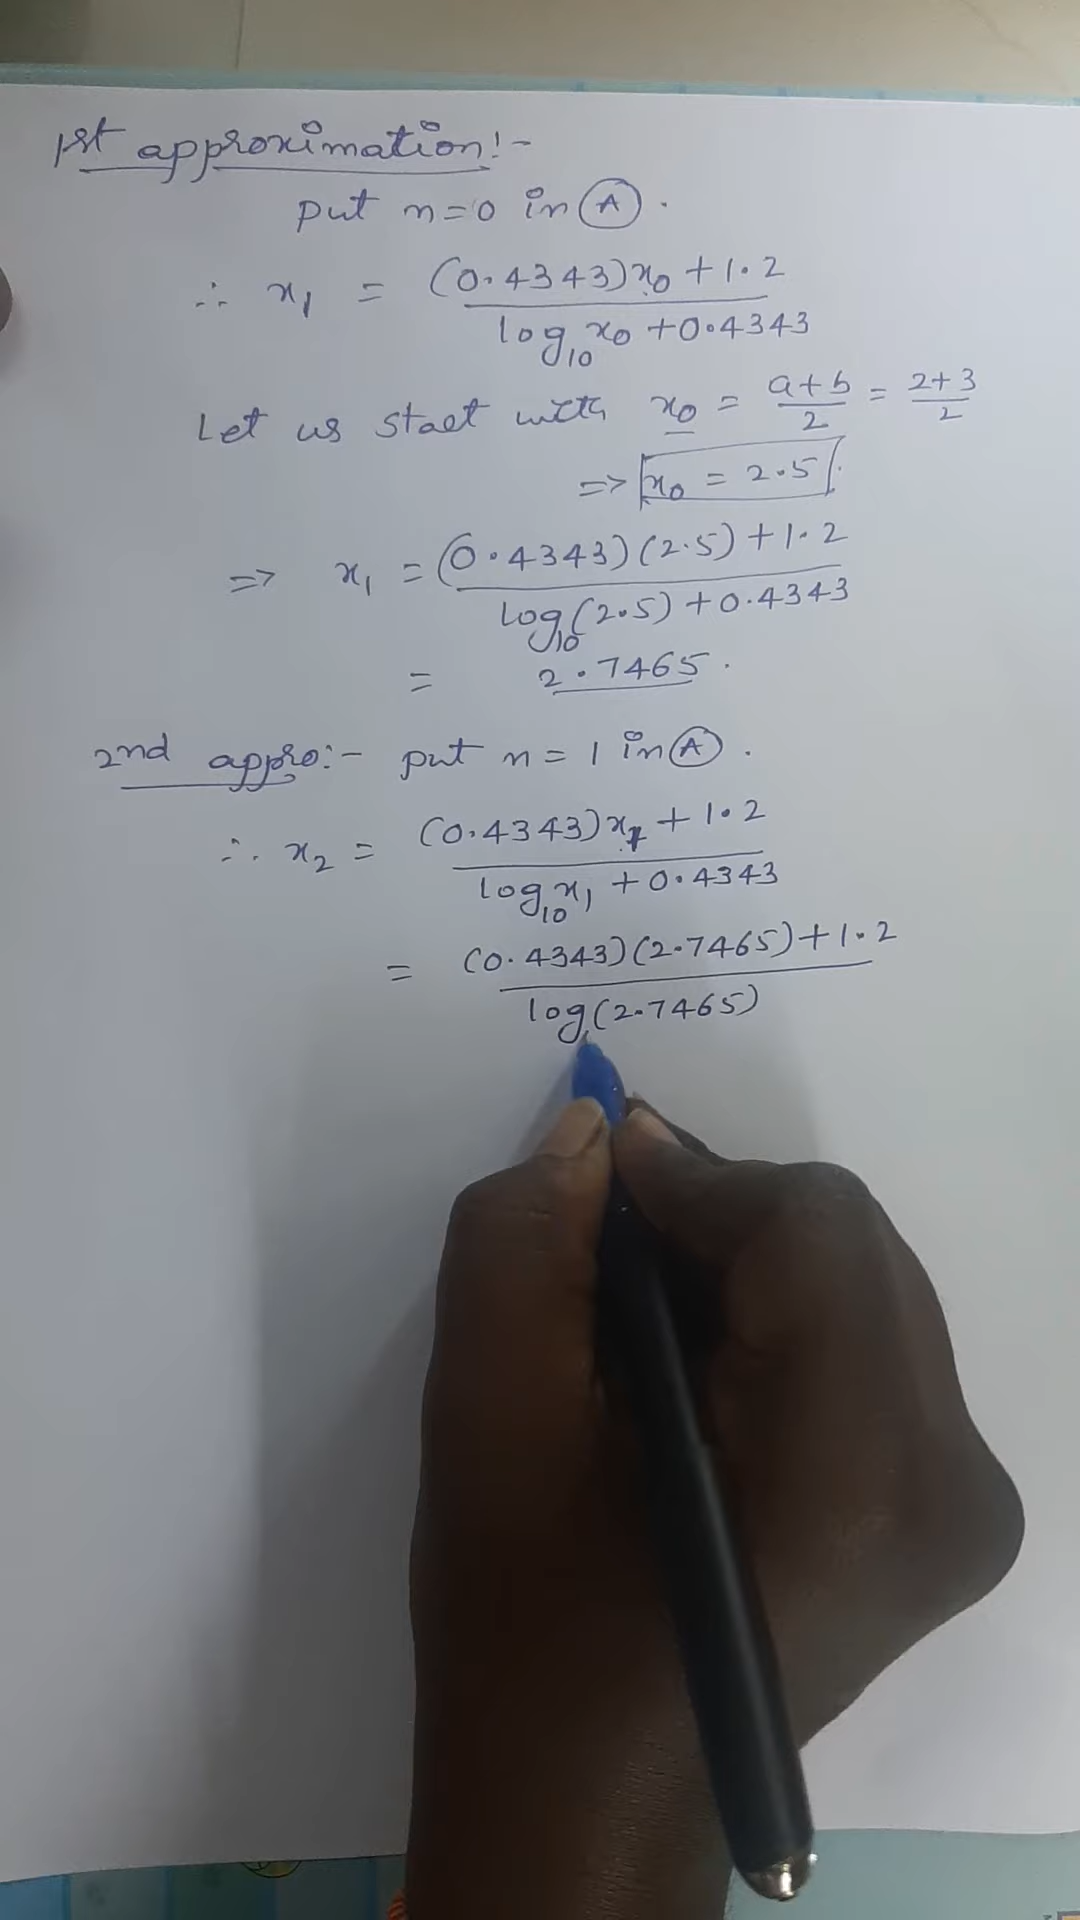 1st approximation:-
put n=0 in Ⓐ.
∴ x₁ = (0.4343)x₀ + 1.2
log₁₀ x₀ + 0.4343
Let us start with x₀ = a+b/2 = 2+3/2
=> x₀ = 2.5.
=> x₁ = (0.4343)(2.5) + 1.2
log₁₀(2.5) + 0.4343
= 2.7465.
2nd appro:- put n=1 in Ⓐ.
∴ x₂ = (0.4343)x₁ + 1.2
log₁₀ x₁ + 0.4343
= (0.4343)(2.7465) + 1.2
log(2.7465)